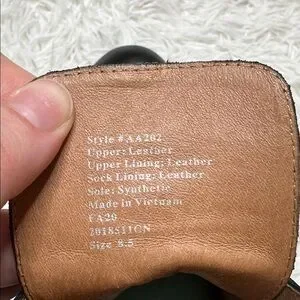 Style # AA202
Upper: Leather
Upper Lining: Leather
Sock Lining: Leather
Sole: Synthetic
Made in Vietnam
FA20
2018511CN
Size 8.5